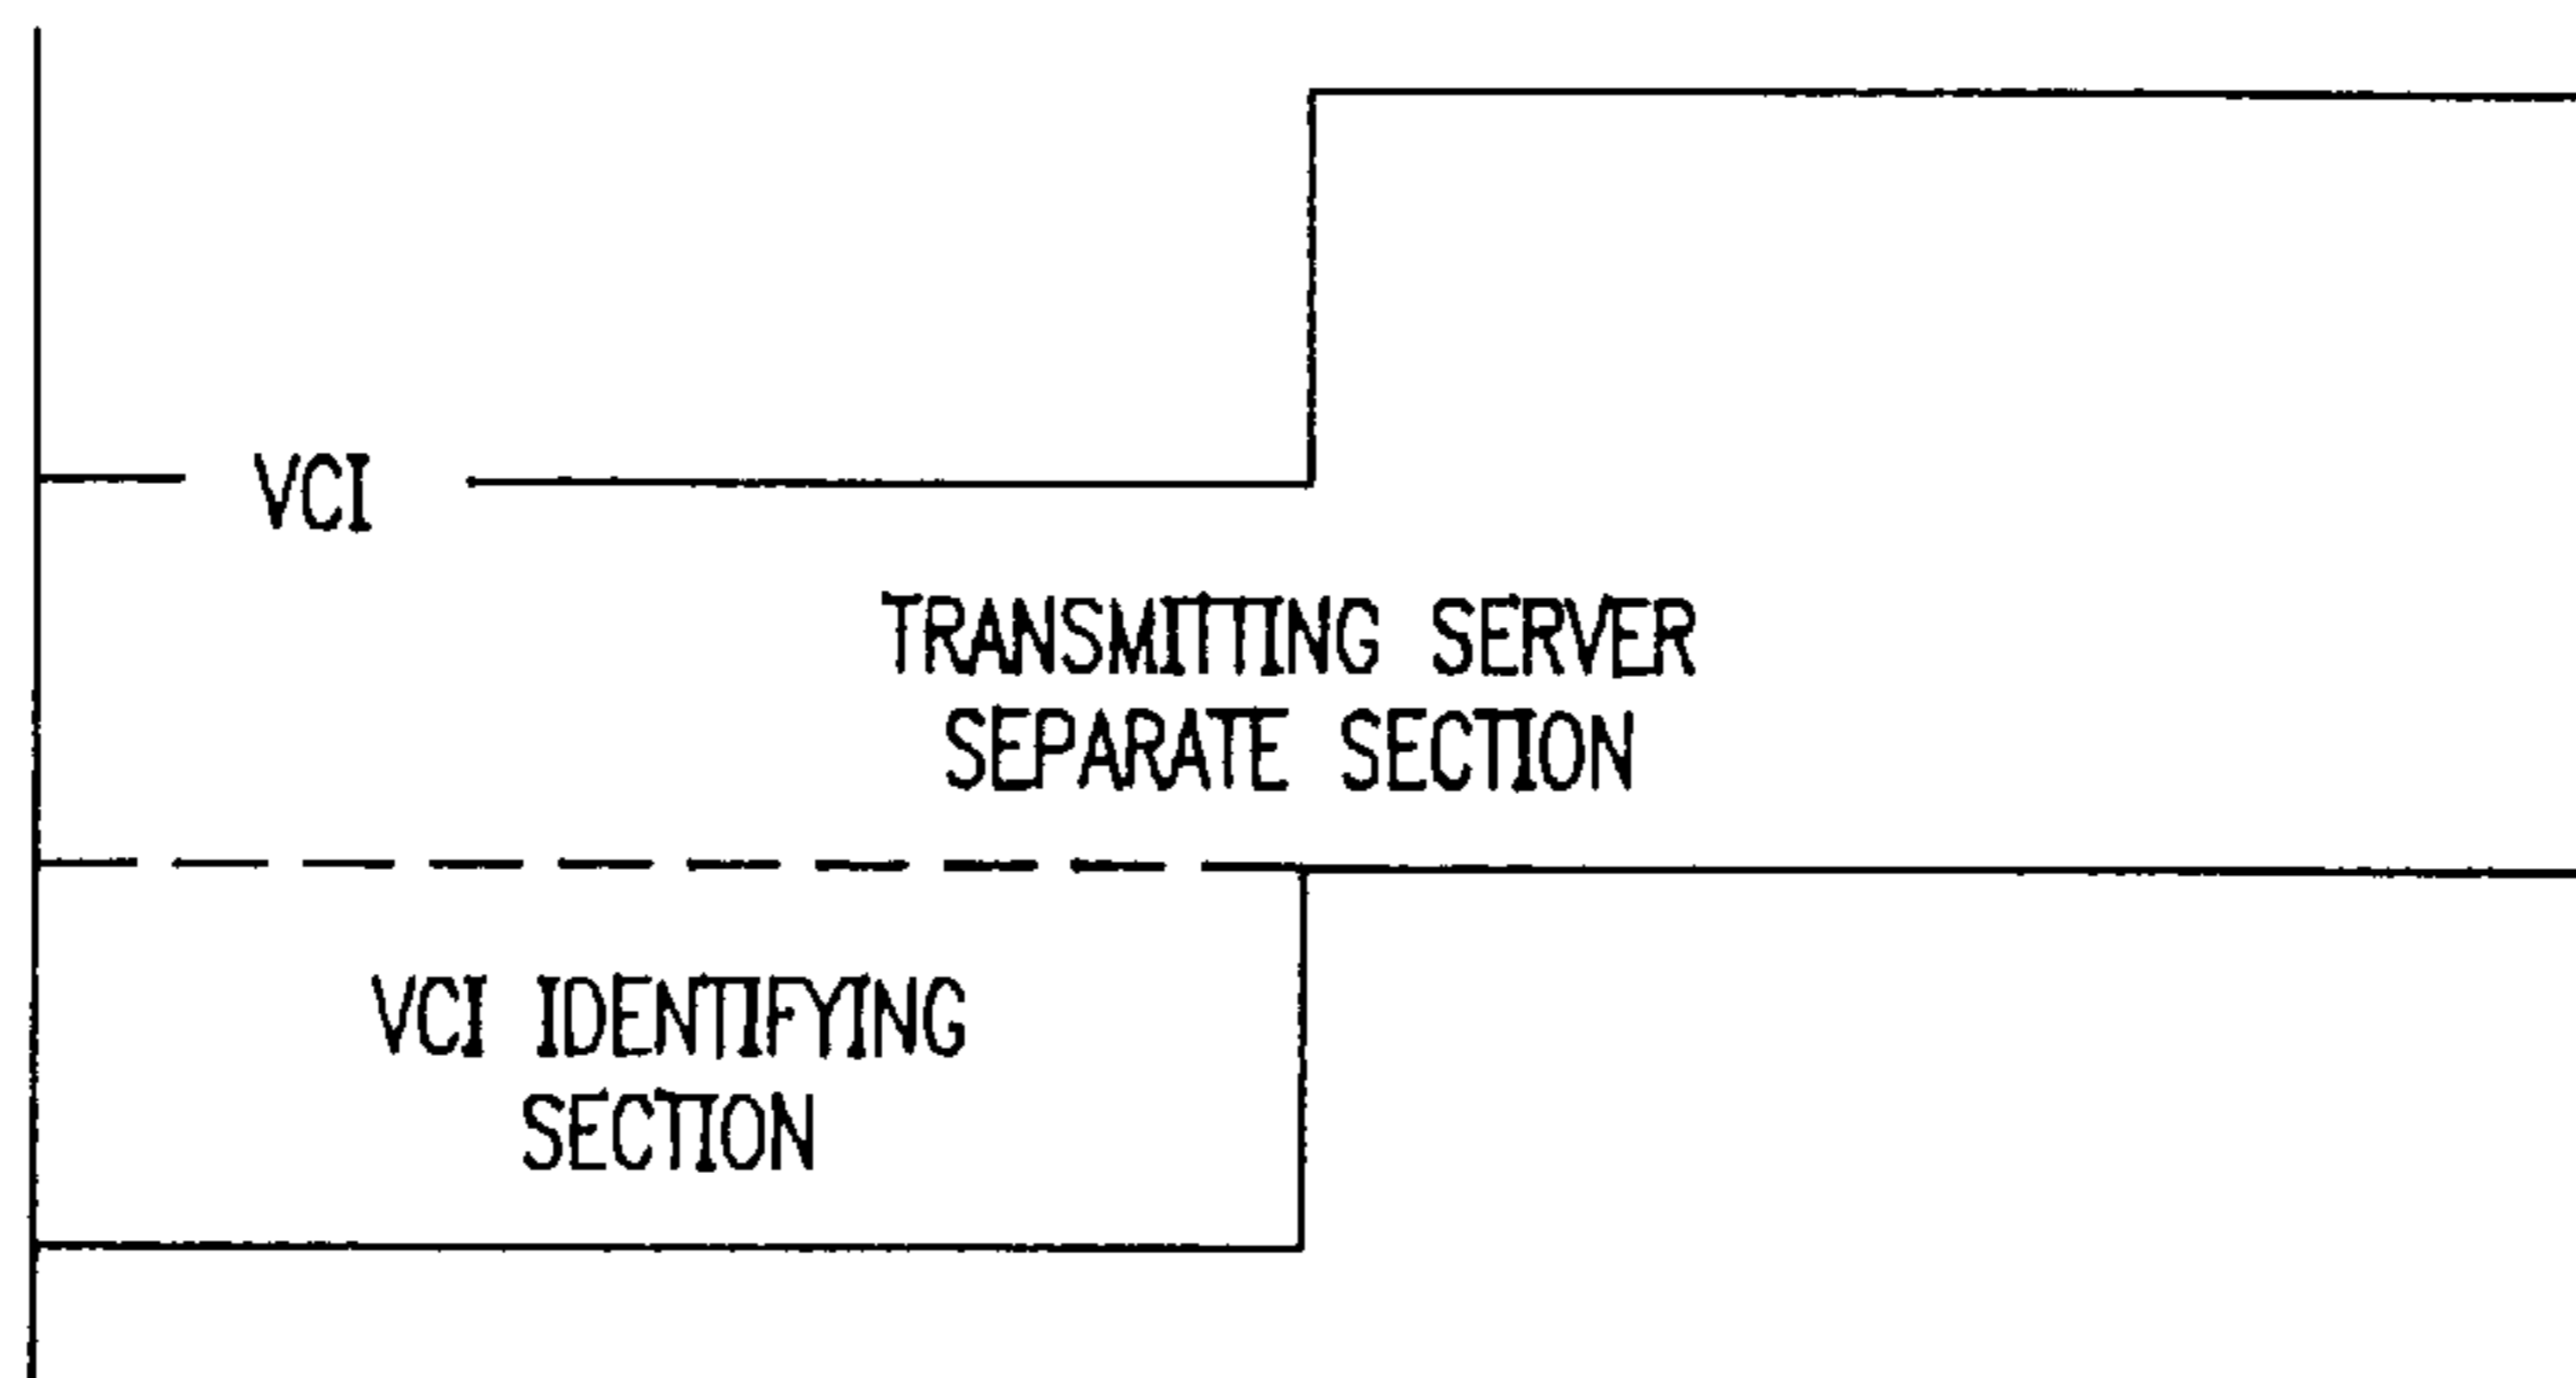 VCI
TRANSMITTING SERVER
SEPARATE SECTION
VCI IDENTIFYING
SECTION